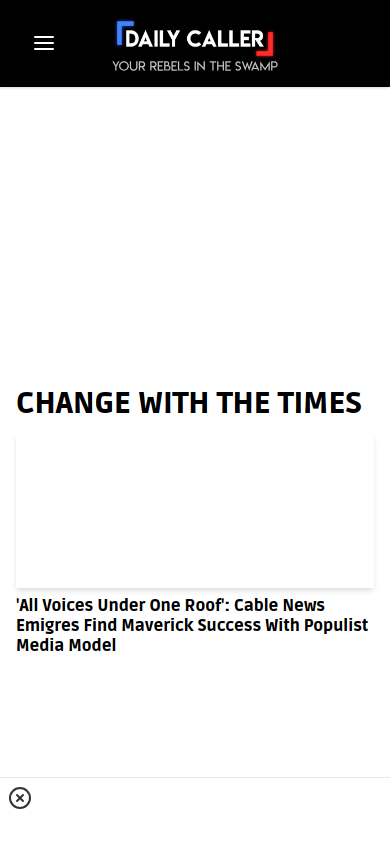 DAILY CALLER
YOUR REBELS IN THE SWAMP
CHANGE WITH THE TIMES
'All Voices Under One Roof': Cable News
Emigres Find Maverick Success With Populist
Media Model